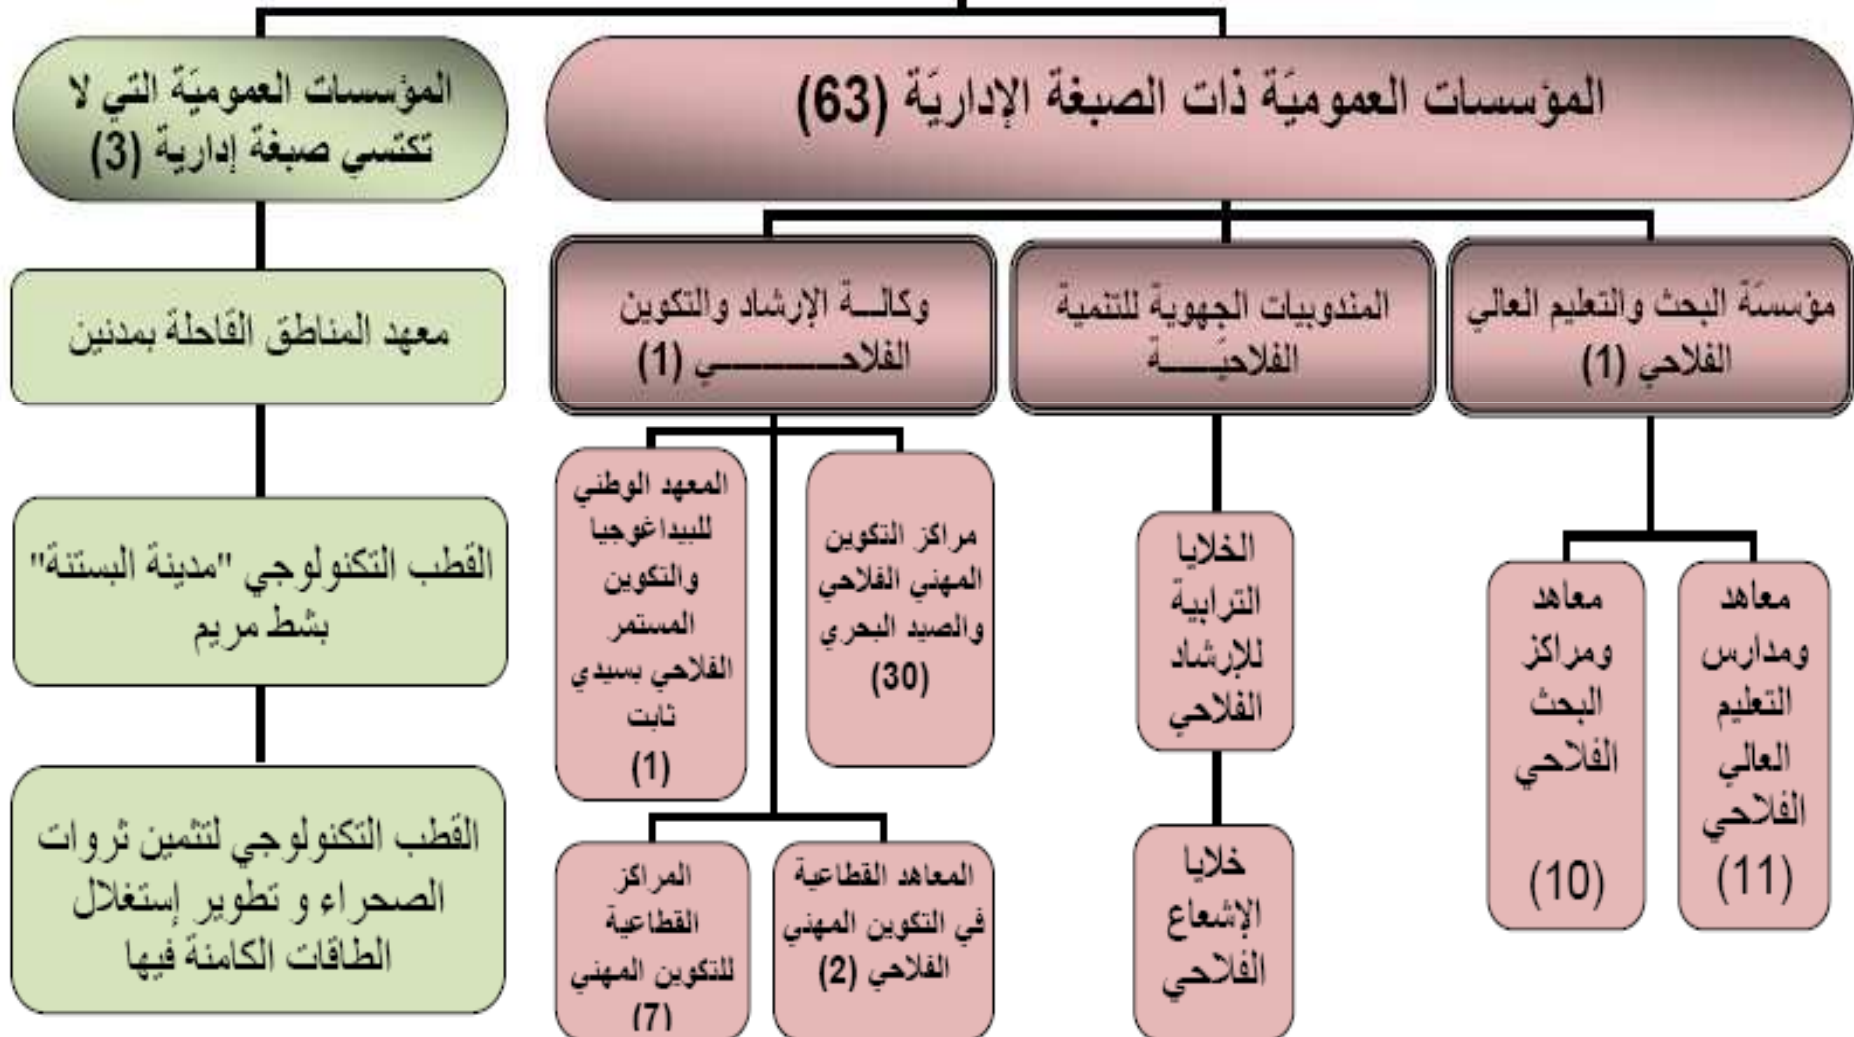 المؤسسات العموميَة ذات الصبغة الإداريَة (63)
المؤسسات العموميَة التي لا
تكتسي صبغة إدارية (3)
مؤسسَة البحث والتعليم العالي
الفلاحي (1)
المندوبيات الجهوية للتنمية
الفلاحيَـــــة
وكالـــة الإرشاد والتكوين
الفلاحـــــــــــي (1)
معاهد
ومدارس
التعليم
العالي
الفلاحي
(11)
معاهد
ومراكز
البحث
الفلاحي
(10)
الخلايا
الترابية
للإرشاد
الفلاحي
خلايا
الإشعاع
الفلاحي
مراكز التكوين
المهني الفلاحي
والصيد البحري
(30)
المعهد الوطني
للبيداغوجيا
والتكوين
المستمر
الفلاحي بسيدي
ثابت
(1)
المعاهد القطاعية
في التكوين المهني
الفلاحي (2)
المراكز
القطاعية
للتكوين المهني
(7)
معهد المناطق القاحلة بمدنين
القطب التكنولوجي "مدينة البستنة"
بشط مريم
القطب التكنولوجي لتثمين ثروات
الصحراء و تطوير إستغلال
الطاقات الكامنة فيها